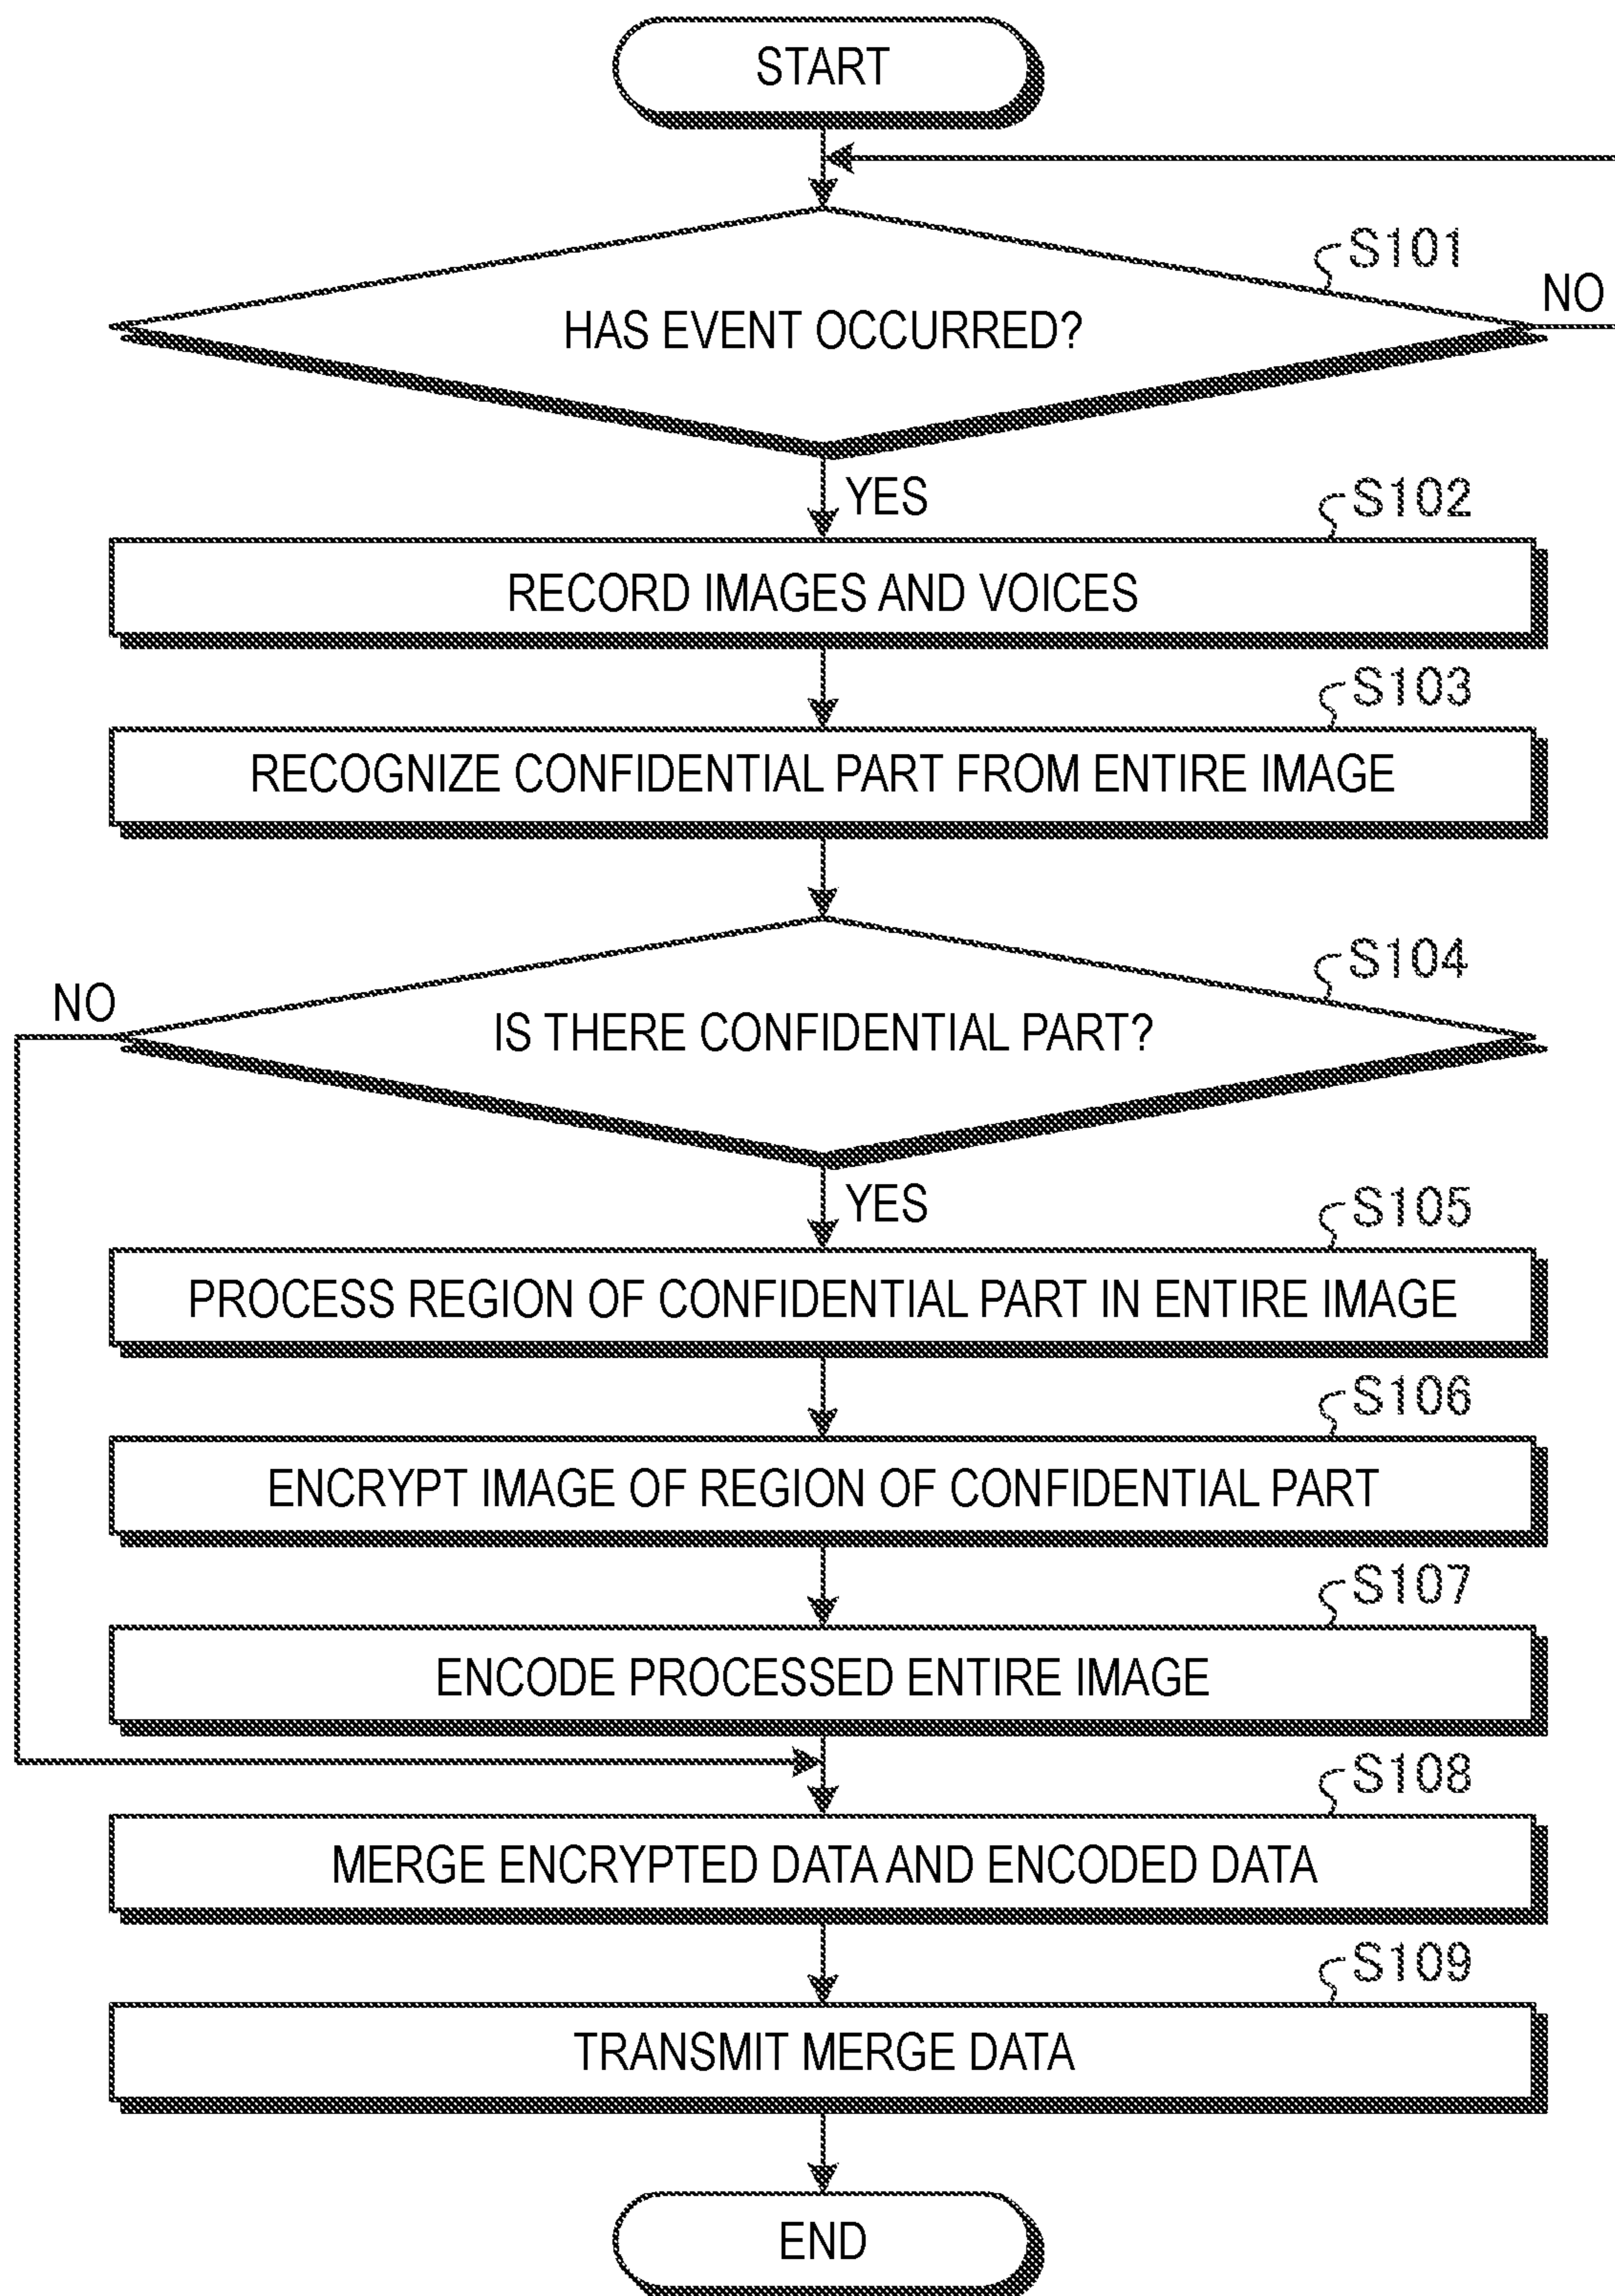 START
S101
NO
HAS EVENT OCCURRED?
YES
S102
RECORD IMAGES AND VOICES
S103
RECOGNIZE CONFIDENTIAL PART FROM ENTIRE IMAGE
S104
NO
IS THERE CONFIDENTIAL PART?
YES
S105
PROCESS REGION OF CONFIDENTIAL PART IN ENTIRE IMAGE
S106
ENCRYPT IMAGE OF REGION OF CONFIDENTIAL PART
S107
ENCODE PROCESSED ENTIRE IMAGE
S108
MERGE ENCRYPTED DATA AND ENCODED DATA
S109
TRANSMIT MERGE DATA
END